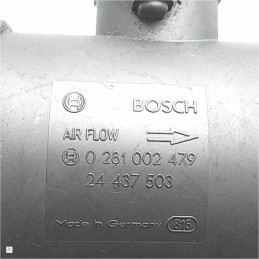 BOSCH
AIR FLOW
0 281 002 479
24 437 503
Made in Germany 815